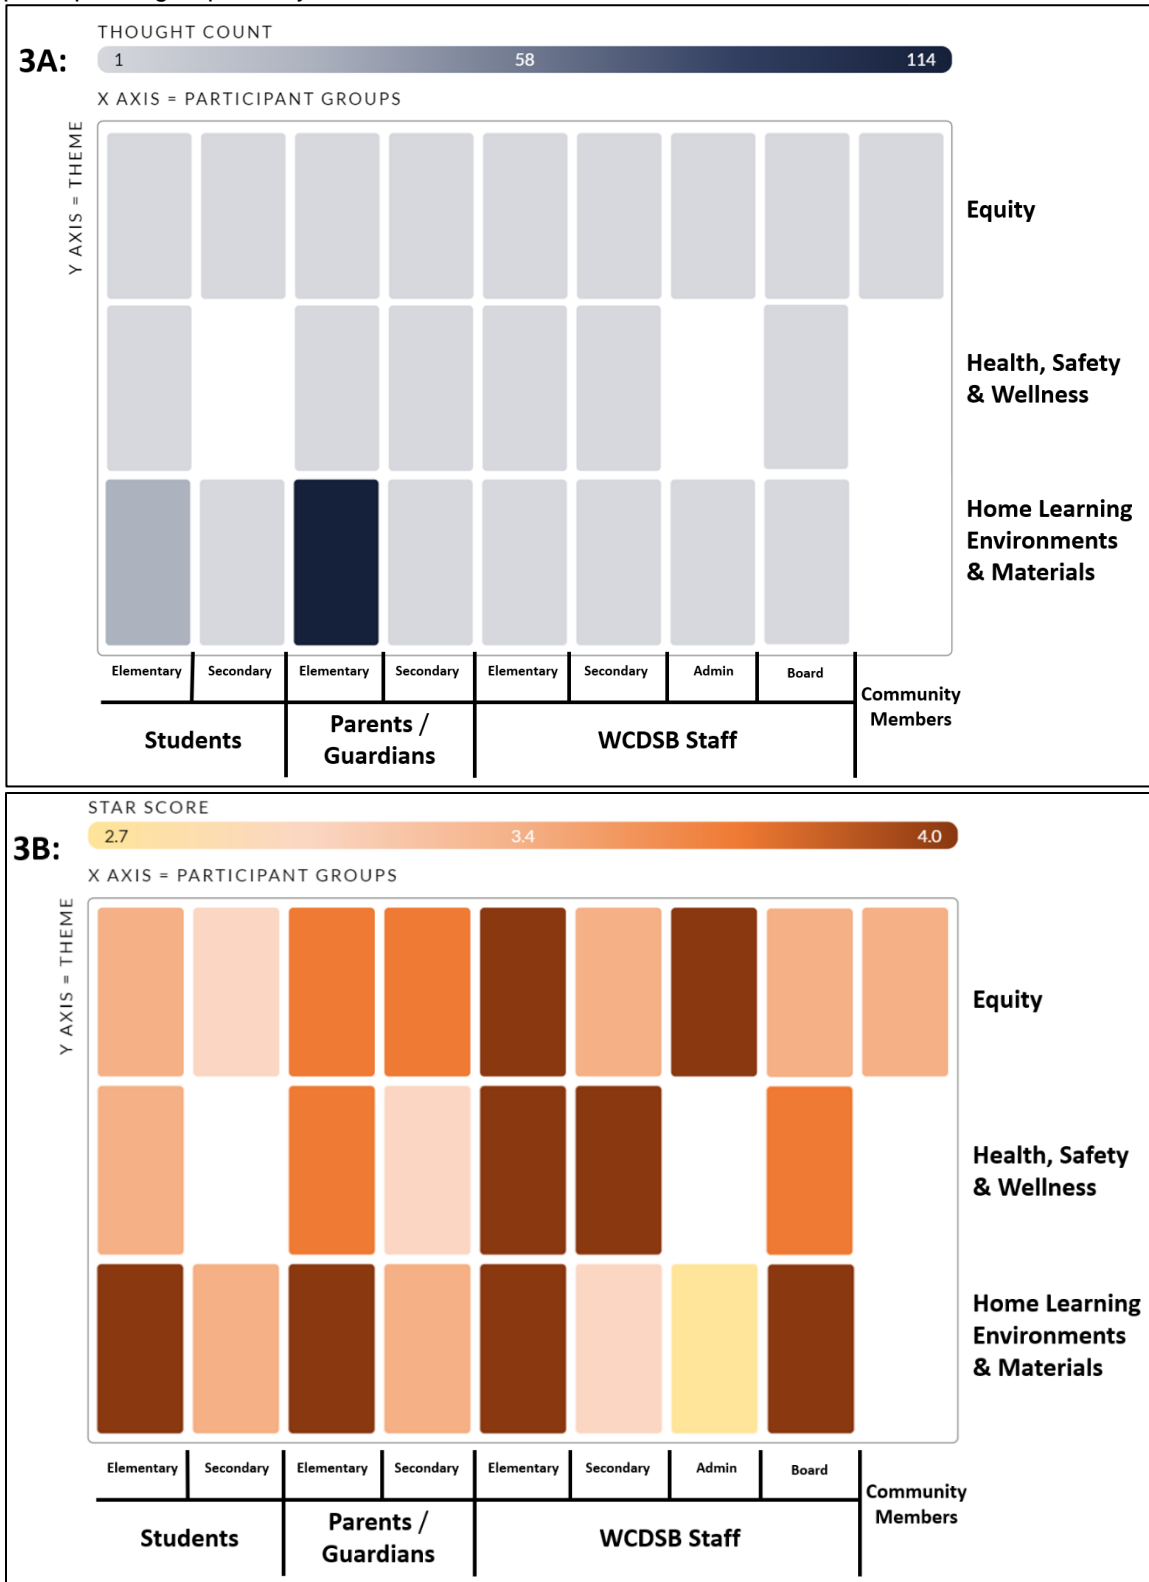 THOUGHT COUNT
3A:
1 58 114
X AXIS = PARTICIPANT GROUPS
Y AXIS = THEME
Equity
Health, Safety
& Wellness
Home Learning
Environments
& Materials
Elementary Secondary Elementary Secondary Elementary Secondary Admin Board
Community
Members
Students
Parents /
Guardians
WCDSB Staff
STAR SCORE
3B:
2.7 3.4 4.0
X AXIS = PARTICIPANT GROUPS
Y AXIS = THEME
Equity
Health, Safety
& Wellness
Home Learning
Environments
& Materials
Elementary Secondary Elementary Secondary Elementary Secondary Admin Board
Community
Members
Students
Parents /
Guardians
WCDSB Staff